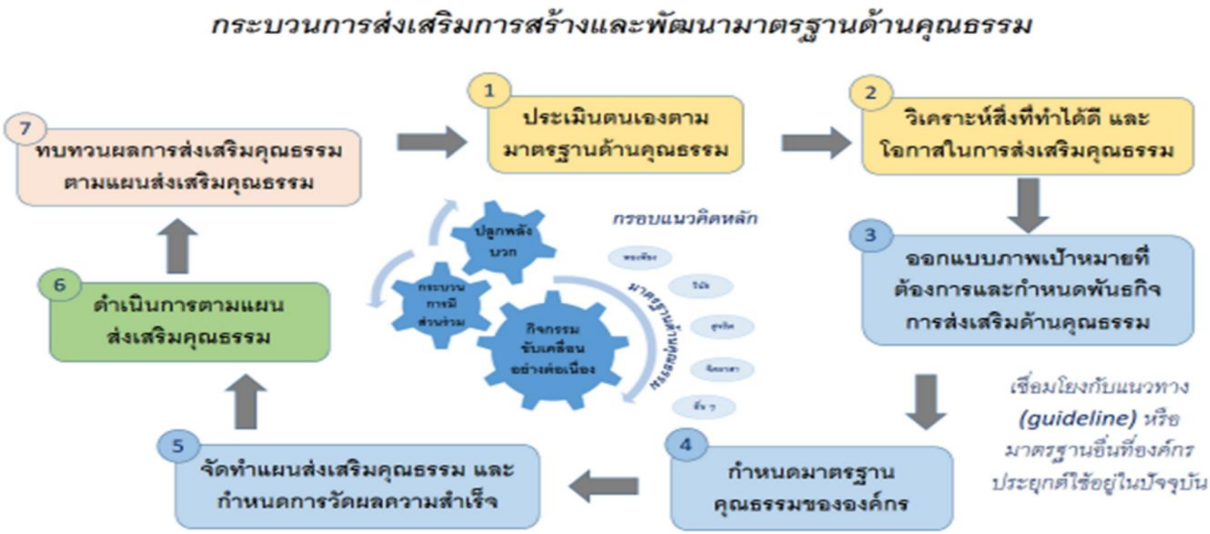 กระบวนการส่งเสริมการสร้างและพัฒนามาตรฐานด้านคุณธรรม
1
ประเมินตนเองตาม
มาตรฐานด้านคุณธรรม
2
วิเคราะห์สิ่งที่ทำได้ดี และ
โอกาสในการส่งเสริมคุณธรรม
3
ออกแบบภาพเป้าหมายที่
ต้องการและกำหนดพันธกิจ
การส่งเสริมด้านคุณธรรม
เชื่อมโยงกับแนวทาง
(guideline) หรือ
มาตรฐานอื่นที่องค์กร
ประยุกต์ใช้อยู่ในปัจจุบัน
4
กำหนดมาตรฐาน
คุณธรรมขององค์กร
5
จัดทำแผนส่งเสริมคุณธรรม และ
กำหนดการวัดผลความสำเร็จ
6
ดำเนินการตามแผน
ส่งเสริมคุณธรรม
7
ทบทวนผลการส่งเสริมคุณธรรม
ตามแผนส่งเสริมคุณธรรม
ปลูกพลัง
บวก
กระบวน
การมี
ส่วนร่วม
กิจกรรม
ขับเคลื่อน
อย่างต่อเนื่อง
กรอบแนวคิดหลัก
มาตรฐานด้านคุณธรรม
พอเพียง
วินัย
สุจริต
จิตอาสา
อื่น ๆ